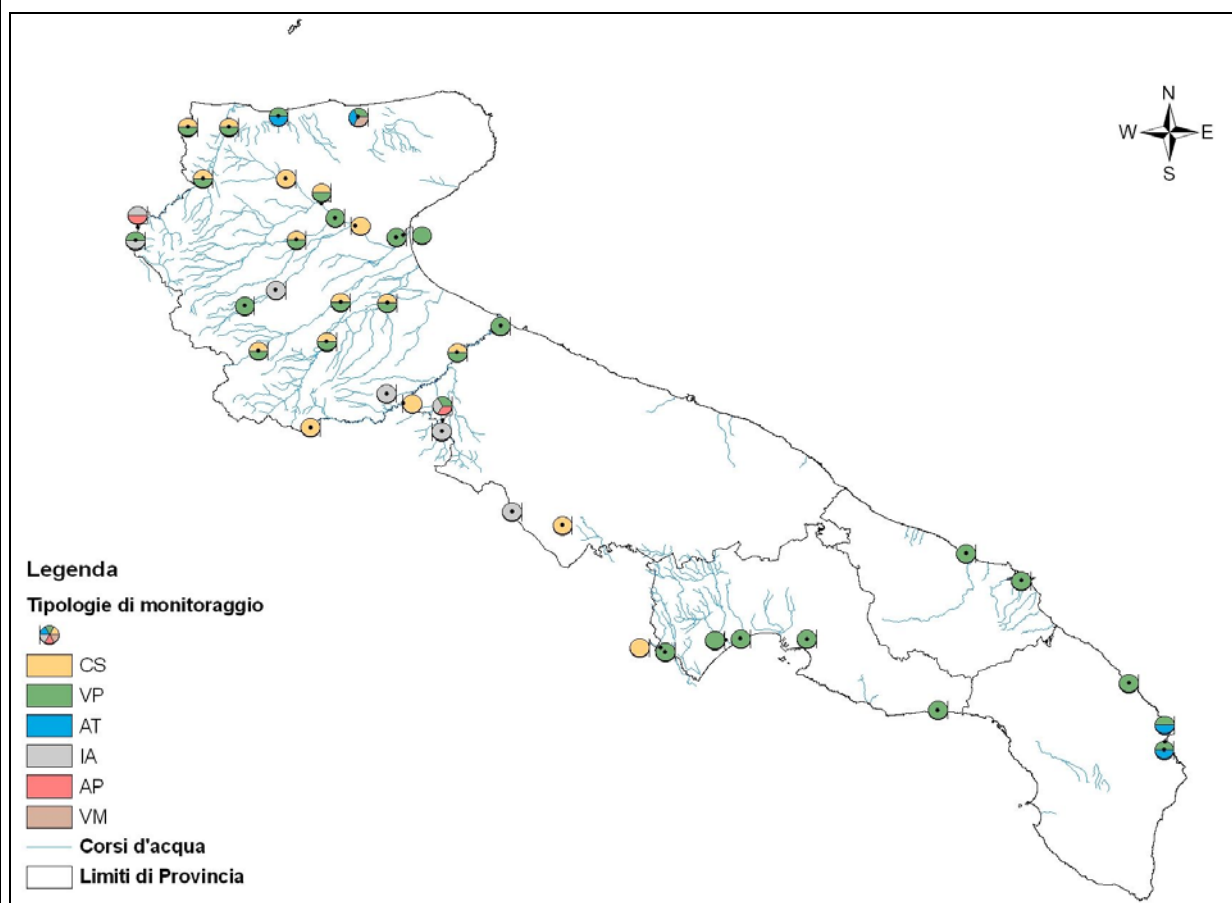 N
W E
S
Legenda
Tipologie di monitoraggio
CS
VP
AT
IA
AP
VM
Corsi d'acqua
Limiti di Provincia